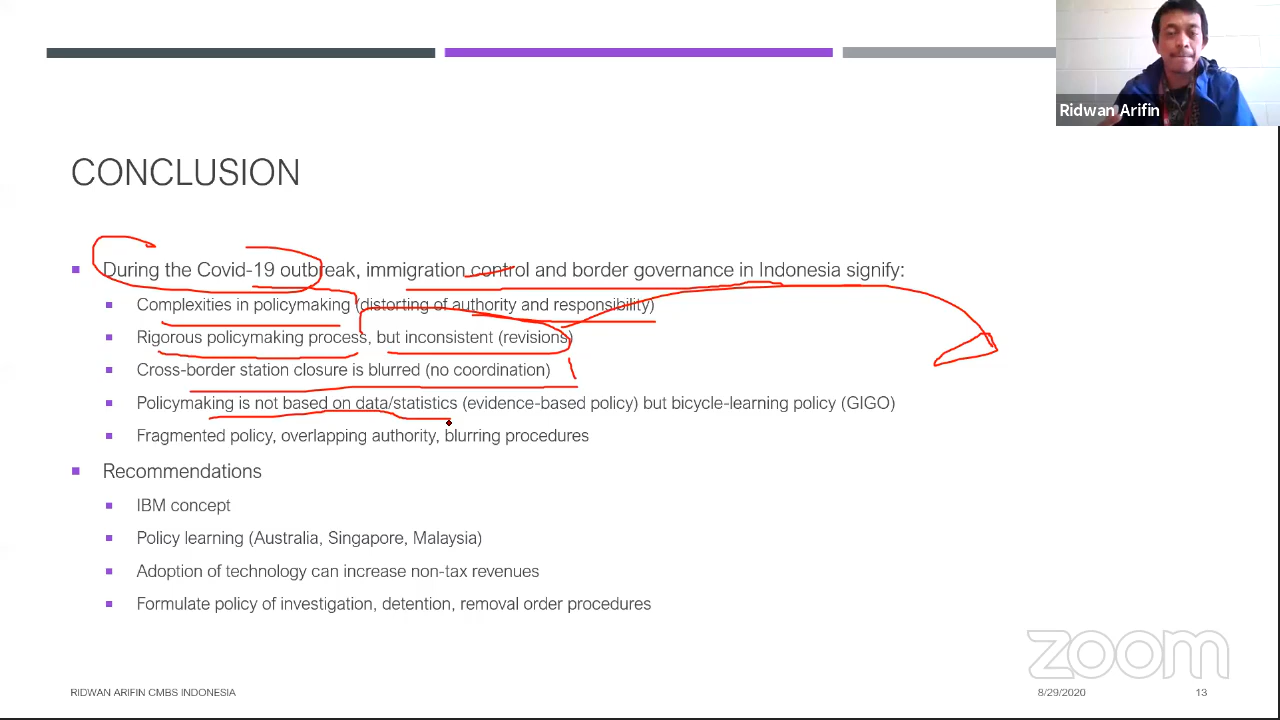 Ridwan Arifin
CONCLUSION
During the Covid-19 outbreak, immigration control and border governance in Indonesia signify:
Complexities in policymaking (distorting of authority and responsibility)
Rigorous policymaking process, but inconsistent (revisions)
Cross-border station closure is blurred (no coordination)
Policymaking is not based on data/statistics (evidence-based policy) but bicycle-learning policy (GIGO)
Fragmented policy, overlapping authority, blurring procedures
Recommendations
IBM concept
Policy learning (Australia, Singapore, Malaysia)
Adoption of technology can increase non-tax revenues
Formulate policy of investigation, detention, removal order procedures
zoom
RIDWAN ARIFIN CMBS INDONESIA 8/29/2020 13